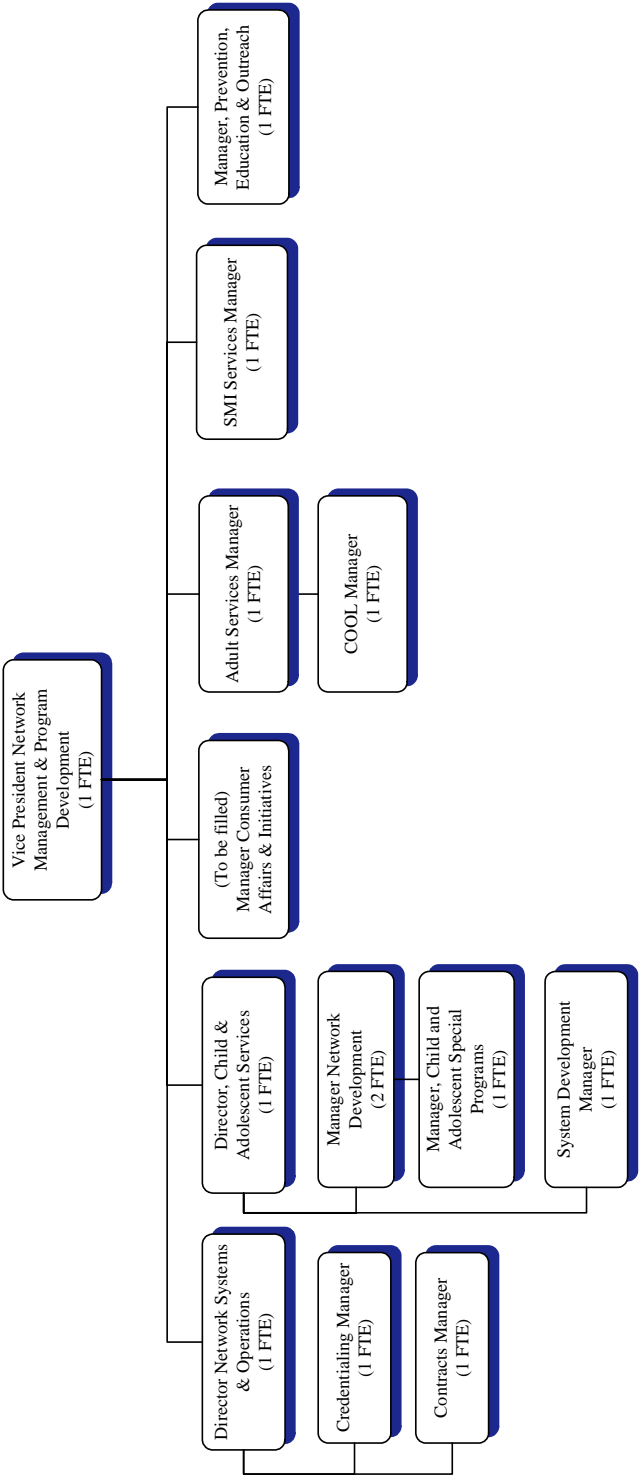 Vice President Network
Management & Program
Development
(1 FTE)
Director Network Systems
& Operations
(1 FTE)
Credentialing Manager
(1 FTE)
Contracts Manager
(1 FTE)
Director, Child &
Adolescent Services
(1 FTE)
Manager Network
Development
(2 FTE)
Manager, Child and
Adolescent Special
Programs
(1 FTE)
System Development
Manager
(1 FTE)
(To be filled)
Manager Consumer
Affairs & Initiatives
Adult Services Manager
(1 FTE)
COOL Manager
(1 FTE)
SMI Services Manager
(1 FTE)
Manager, Prevention,
Education & Outreach
(1 FTE)